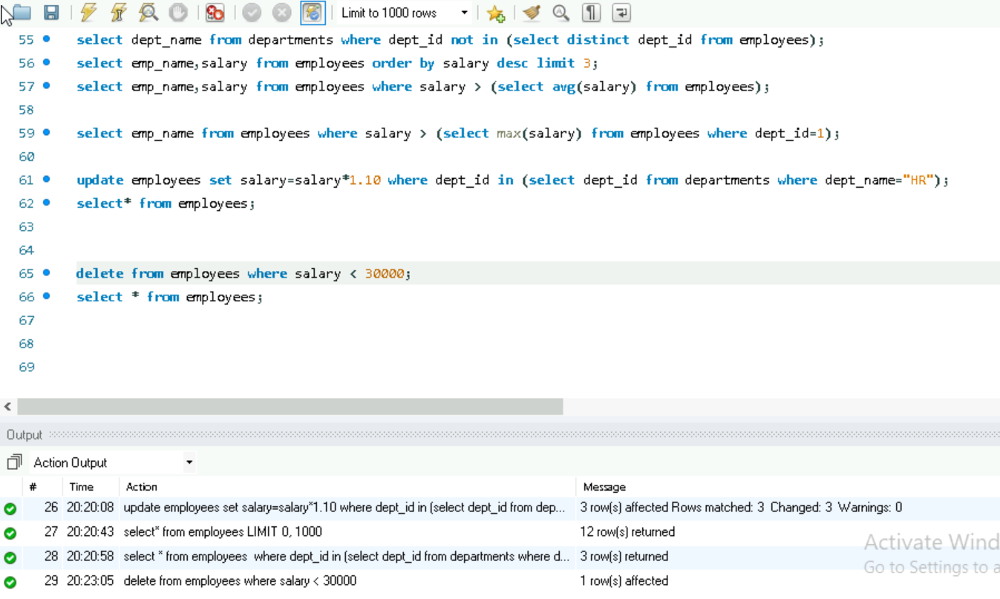 Limit to 1000 rows
55 select dept_name from departments where dept_id not in (select distinct dept_id from employees);
56 select emp_name,salary from employees order by salary desc limit 3;
57 select emp_name,salary from employees where salary > (select avg(salary) from employees);
58
59 select emp_name from employees where salary > (select max(salary) from employees where dept_id=1);
60
61 update employees set salary=salary*1.10 where dept_id in (select dept_id from departments where dept_name="HR");
62 select* from employees;
63
64
65 delete from employees where salary < 30000;
66 select * from employees;
67
68
69
Output
Action Output
# Time Action Message
26 20:20:08 update employees set salary=salary*1.10 where dept_id in (select dept_id from dep... 3 row(s) affected Rows matched: 3 Changed: 3 Warnings: 0
27 20:20:43 select* from employees LIMIT 0, 1000 12 row(s) returned
28 20:20:58 select * from employees where dept_id in (select dept_id from departments where d... 3 row(s) returned
29 20:23:05 delete from employees where salary < 30000 1 row(s) affected
Activate Wind
Go to Settings to a